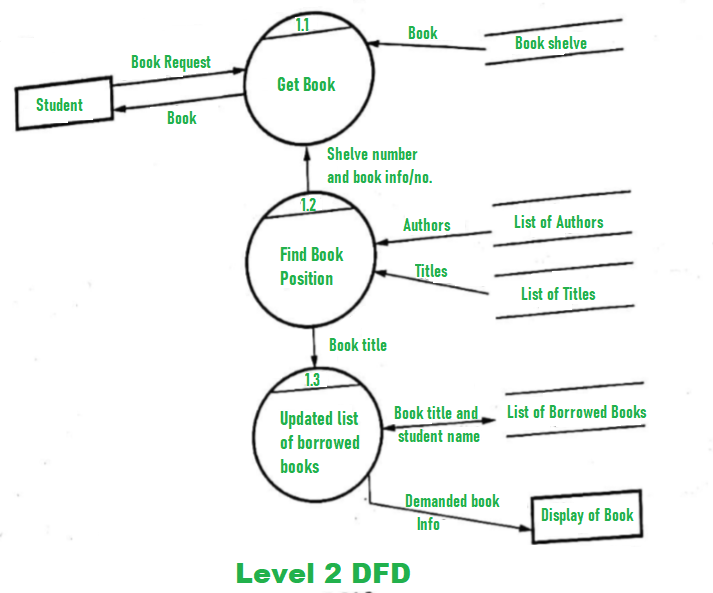 1.1
Book
Book shelve
Book Request
Get Book
Student
Book
Shelve number
and book info/no.
1.2
Authors
List of Authors
Find Book
Position
Titles
List of Titles
Book title
1.3
Updated list
of borrowed
books
Book title and
student name
List of Borrowed Books
Demanded book
Info
Display of Book
Level 2 DFD